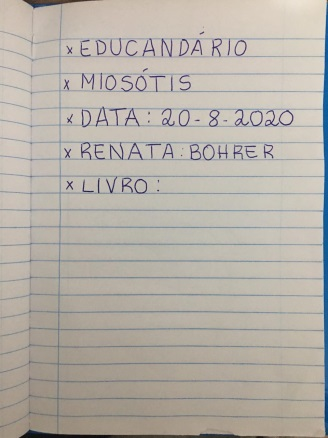 x EDUCANDÁRIO
x MIOSÓTIS
x DATA: 20-8-2020
x RENATA: BOHRER
x LIVRO: